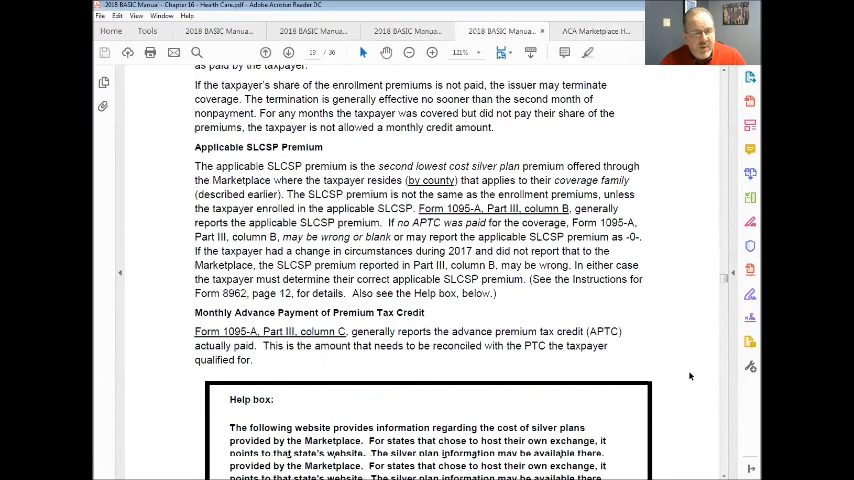 2018 BASIC Manual - Chapter 16 - Health Care.pdf - Adobe Acrobat Reader DC
File Edit View Window Help
Home Tools 2018 BASIC Manua... 2018 BASIC Manua... 2018 BASIC Manua... 2018 BASIC Manua... × ACA Marketplace H...
19 / 36 121%
as paid by the taxpayer.
If the taxpayer's share of the enrollment premiums is not paid, the issuer may terminate
coverage. The termination is generally effective no sooner than the second month of
nonpayment. For any months the taxpayer was covered but did not pay their share of the
premiums, the taxpayer is not allowed a monthly credit amount.
Applicable SLCSP Premium
The applicable SLCSP premium is the second lowest cost silver plan premium offered through
the Marketplace where the taxpayer resides (by county) that applies to their coverage family
(described earlier). The SLCSP premium is not the same as the enrollment premiums, unless
the taxpayer enrolled in the applicable SLCSP. Form 1095-A, Part III, column B, generally
reports the applicable SLCSP premium. If no APTC was paid for the coverage, Form 1095-A,
Part III, column B, may be wrong or blank or may report the applicable SLCSP premium as -0-.
If the taxpayer had a change in circumstances during 2017 and did not report that to the
Marketplace, the SLCSP premium reported in Part III, column B, may be wrong. In either case
the taxpayer must determine their correct applicable SLCSP premium. (See the Instructions for
Form 8962, page 12, for details. Also see the Help box, below.)
Monthly Advance Payment of Premium Tax Credit
Form 1095-A, Part III, column C, generally reports the advance premium tax credit (APTC)
actually paid. This is the amount that needs to be reconciled with the PTC the taxpayer
qualified for.
Help box:
The following website provides information regarding the cost of silver plans
provided by the Marketplace. For states that chose to host their own exchange, it
points to that state's website. The silver plan information may be available there.
provided by the Marketplace. For states that chose to host their own exchange, it
points to that state's website. The silver plan information may be available there.